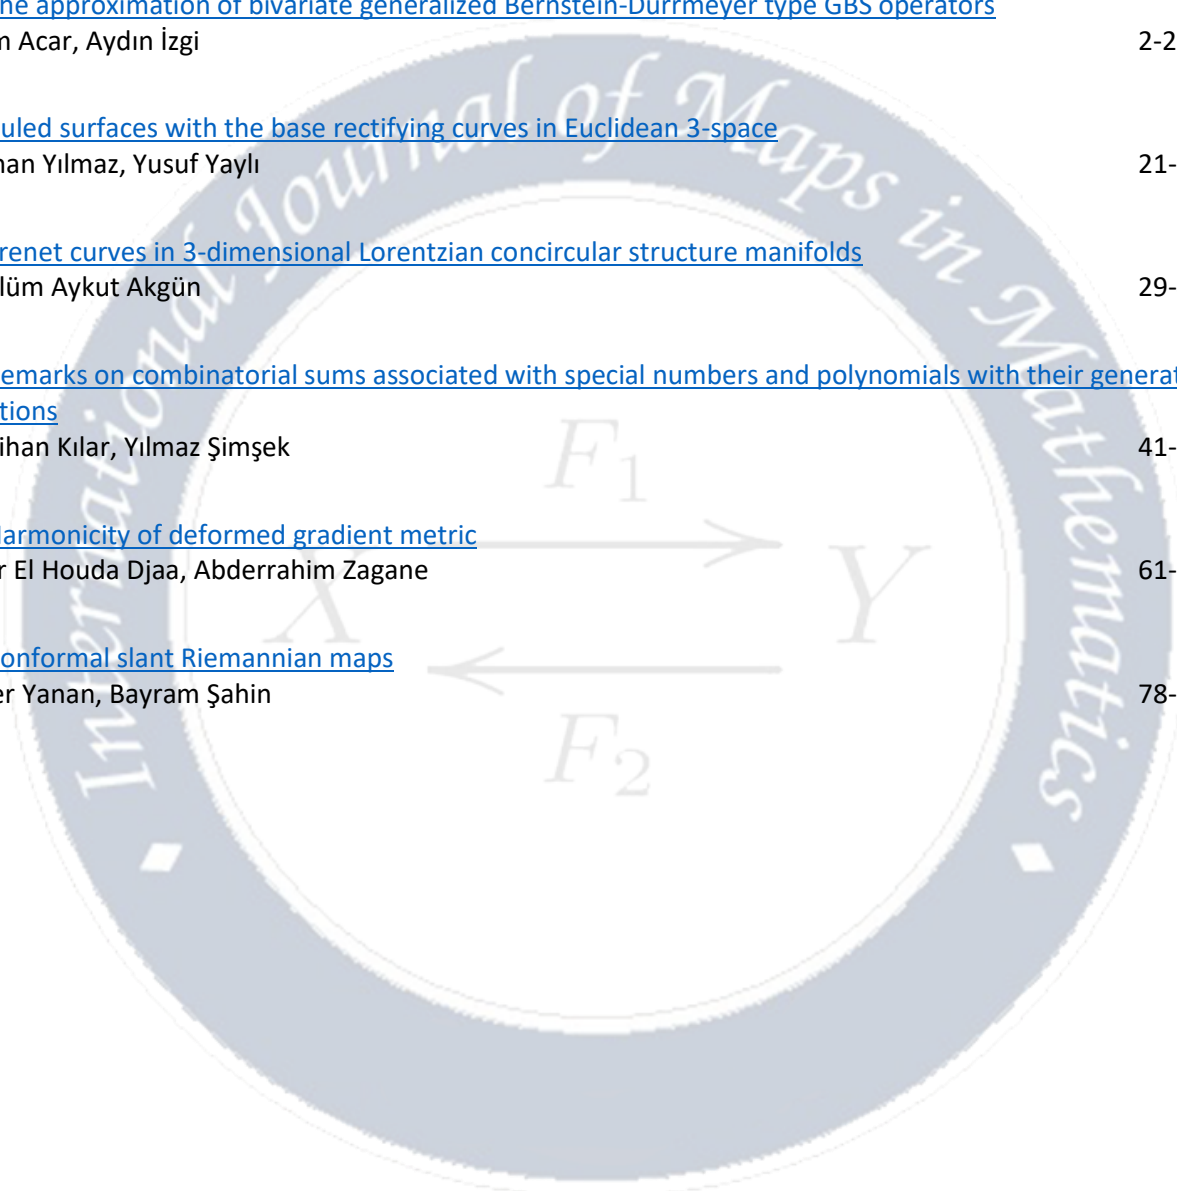 ne approximation of bivariate generalized Bernstein-Durrmeyer type GBS operators
m Acar, Aydın İzgi 2-2
uled surfaces with the base rectifying curves in Euclidean 3-space
nan Yılmaz, Yusuf Yaylı 21-
renet curves in 3-dimensional Lorentzian concircular structure manifolds
lüm Aykut Akgün 29-
emarks on combinatorial sums associated with special numbers and polynomials with their generat
tions
ihan Kılar, Yılmaz Şimşek 41-
Harmonicity of deformed gradient metric
r El Houda Djaa, Abderrahim Zagane 61-
onformal slant Riemannian maps
er Yanan, Bayram Şahin 78-
International Journal of Maps in Mathematics
F1
X Y
F2